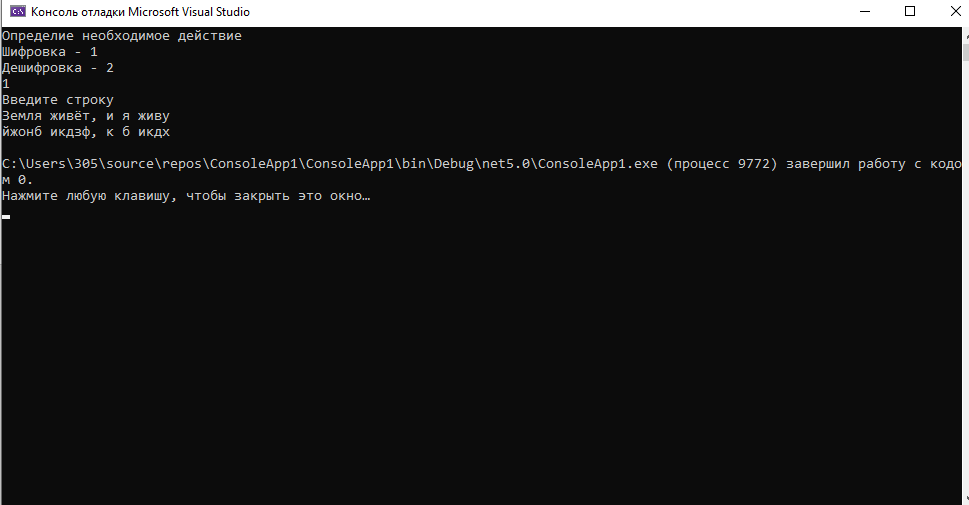 Консоль отладки Microsoft Visual Studio
Определие необходимое действие
Шифровка - 1
Дешифровка - 2
1
Введите строку
Земля живёт, и я живу
йжонб икдзф, к б икдх
C:\Users\305\source\repos\ConsoleApp1\ConsoleApp1\bin\Debug\net5.0\ConsoleApp1.exe (процесс 9772) завершил работу с кодо
м 0.
Нажмите любую клавишу, чтобы закрыть это окно…